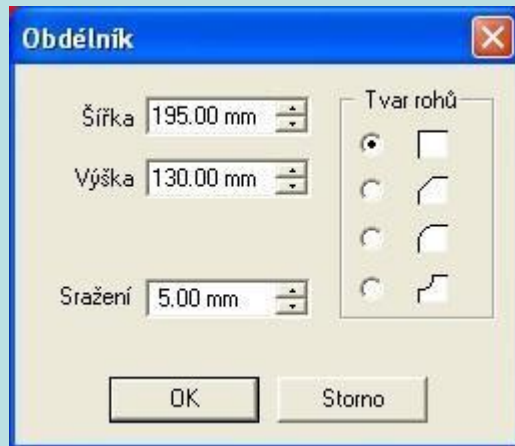 Obdélník
Šířka 195.00 mm
Tvar rohů
Výška 130.00 mm
Sražení 5.00 mm
OK
Storno